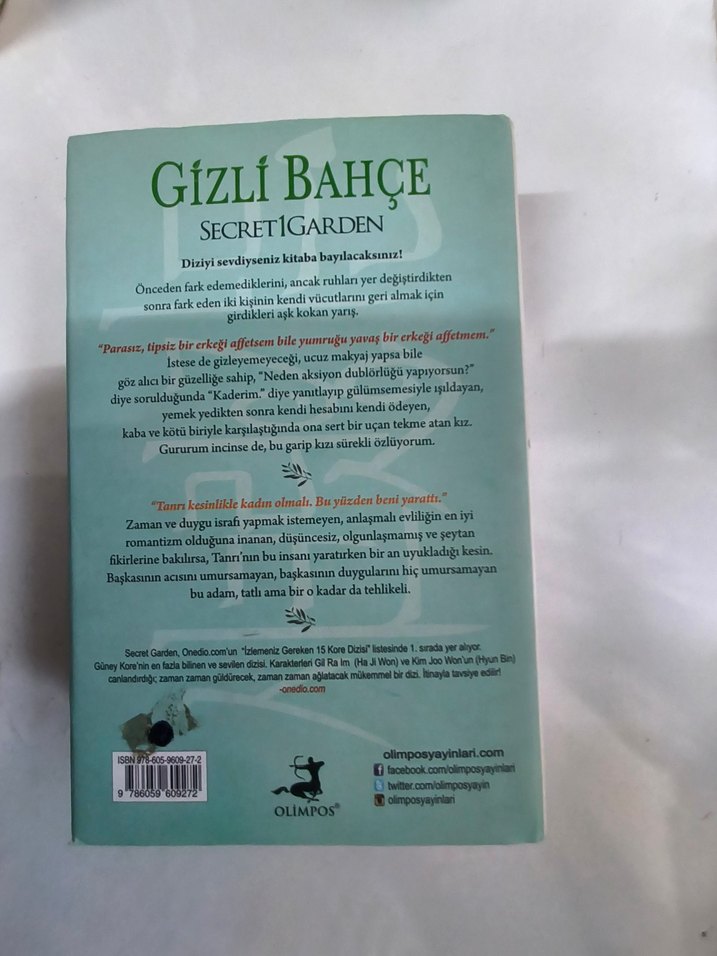 GİZLİ BAHÇE
SECRET1GARDEN
Diziyi sevdiyseniz kitaba bayılacaksınız!
Önceden fark edemediklerini, ancak ruhları yer değiştirdikten
sonra fark eden iki kişinin kendi vücutlarını geri almak için
girdikleri aşk kokan yarış.
“Parasız, tipsiz bir erkeği affetsem bile yumruğu yavaş bir erkeği affetmem.”
İstese de gizleyemeyeceği, ucuz makyaj yapsa bile
göz alıcı bir güzelliğe sahip, “Neden aksiyon dublörlüğü yapıyorsun?”
diye sorulduğunda “Kaderim.” diye yanıtlayıp gülümsemesiyle ışıldayan,
yemek yedikten sonra kendi hesabını kendi ödeyen,
kaba ve kötü biriyle karşılaştığında ona sert bir uçan tekme atan kız.
Gururum incinse de, bu garip kızı sürekli özlüyorum.
“Tanrı kesinlikle kadın olmalı. Bu yüzden beni yarattı.”
Zaman ve duygu israfı yapmak istemeyen, anlaşmalı evliliğin en iyi
romantizm olduğuna inanan, düşüncesiz, olgunlaşmamış ve şeytan
fikirlerine bakılırsa, Tanrı’nın bu insanı yaratırken bir an uyukladığı kesin.
Başkasının acısını umursamayan, başkasının duygularını hiç umursamayan
bu adam, tatlı ama bir o kadar da tehlikeli.
Secret Garden, Onedio.com'un "İzlemeniz Gereken 15 Kore Dizisi" listesinde 1. sırada yer alıyor.
Güney Kore'nin en fazla bilinen ve sevilen dizisi. Karakterleri Gil Ra Im (Ha Ji Won) ve Kim Joo Won'un (Hyun Bin)
canlandırdığı; zaman zaman güldürecek, zaman zaman ağlatacak mükemmel bir dizi. İtinayla tavsiye edilir!
-onedio.com
ISBN 978-605-9609-27-2
9 786059 609272
OLİMPOS®
olimposyayinlari.com
facebook.com/olimposyayinlari
twitter.com/olimposyayin
olimposyayinlari